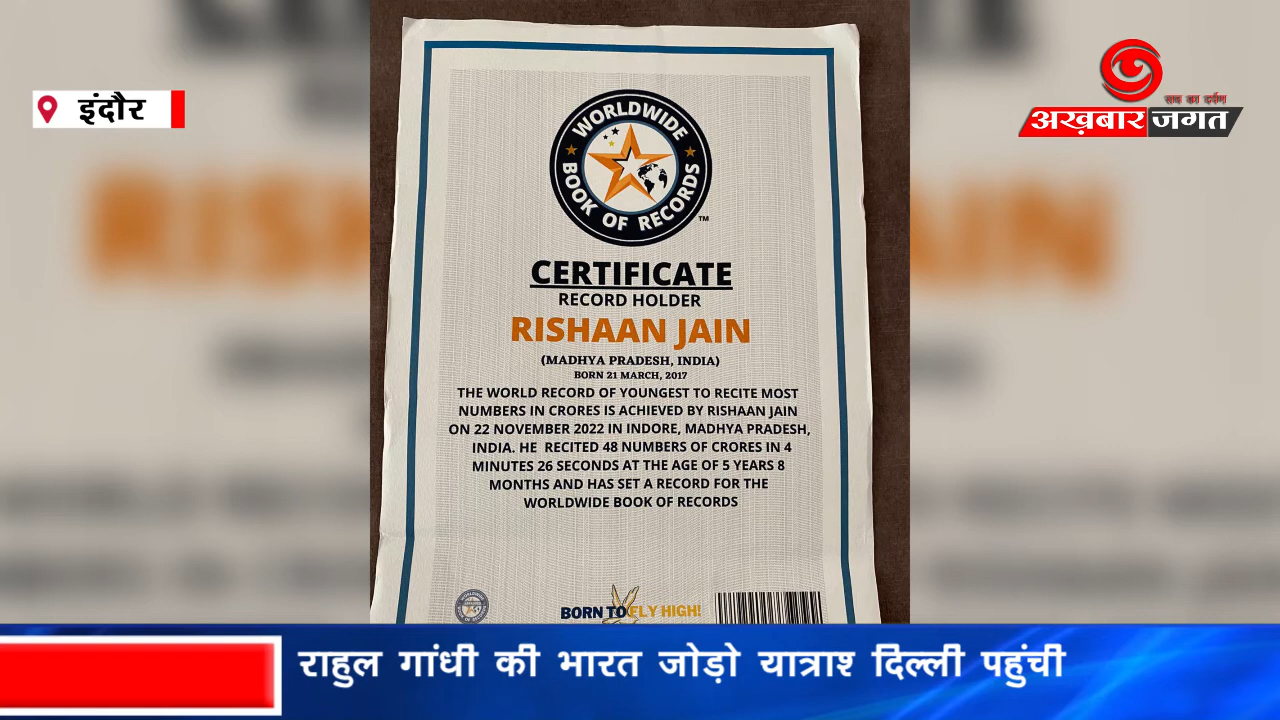 इंदौर
सच का दर्पण
अख़बार जगत
WORLDWIDE
BOOK OF RECORDS
TM
CERTIFICATE
RECORD HOLDER
RISHAAN JAIN
(MADHYA PRADESH, INDIA)
BORN 21 MARCH, 2017
THE WORLD RECORD OF YOUNGEST TO RECITE MOST
NUMBERS IN CRORES IS ACHIEVED BY RISHAAN JAIN
ON 22 NOVEMBER 2022 IN INDORE, MADHYA PRADESH,
INDIA. HE RECITED 48 NUMBERS OF CRORES IN 4
MINUTES 26 SECONDS AT THE AGE OF 5 YEARS 8
MONTHS AND HAS SET A RECORD FOR THE
WORLDWIDE BOOK OF RECORDS
BORN TO FLY HIGH!
राहुल गांधी की भारत जोड़ो यात्राश दिल्ली पहुंची